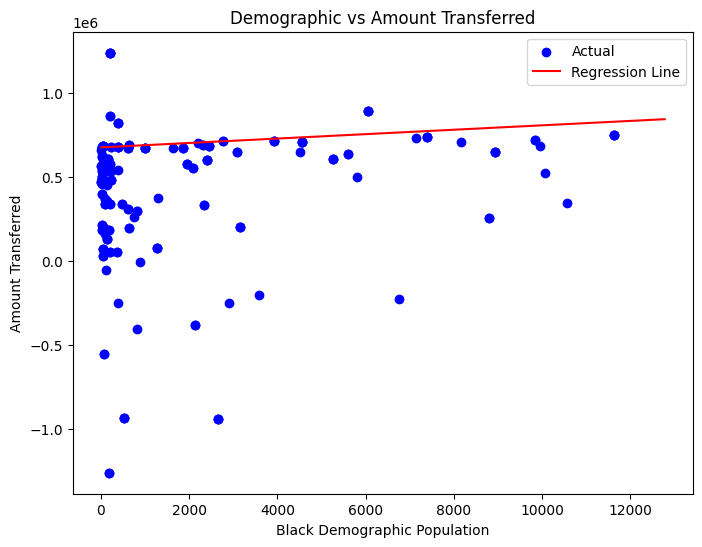 Demographic vs Amount Transferred
1e6
Actual
Regression Line
1.0
0.5
0.0
−0.5
−1.0
Amount Transferred
0 2000 4000 6000 8000 10000 12000
Black Demographic Population